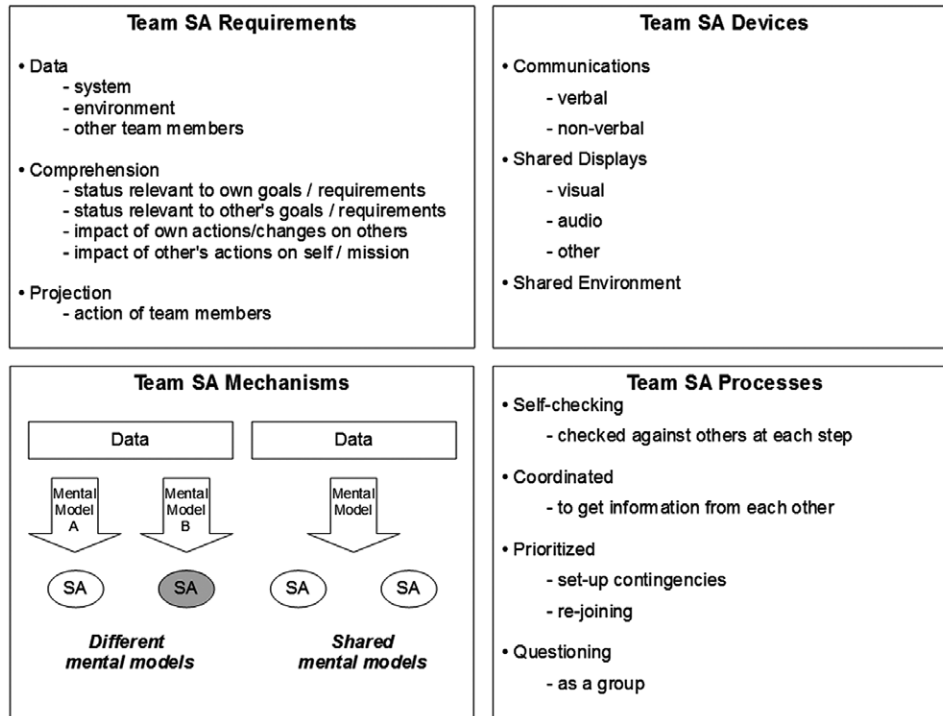 Team SA Requirements
• Data
- system
- environment
- other team members
• Comprehension
- status relevant to own goals / requirements
- status relevant to other's goals / requirements
- impact of own actions/changes on others
- impact of other's actions on self / mission
• Projection
- action of team members
Team SA Devices
• Communications
- verbal
- non-verbal
• Shared Displays
- visual
- audio
- other
• Shared Environment
Team SA Mechanisms
Data
Data
Mental
Model
A
Mental
Model
B
Mental
Model
SA
SA
SA
SA
Different
mental models
Shared
mental models
Team SA Processes
• Self-checking
- checked against others at each step
• Coordinated
- to get information from each other
• Prioritized
- set-up contingencies
- re-joining
• Questioning
- as a group